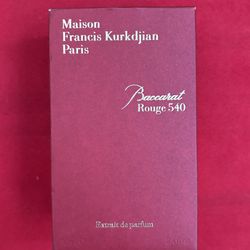 Maison
Francis Kurkdjian
Paris
Baccarat
Rouge 540
Extrait de parfum